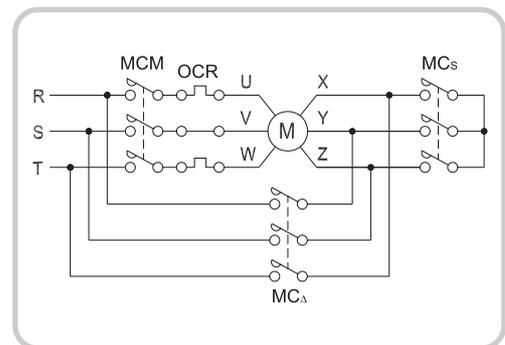 MCM OCR U X MCs
R
S V M Y
T W Z
MCΔ